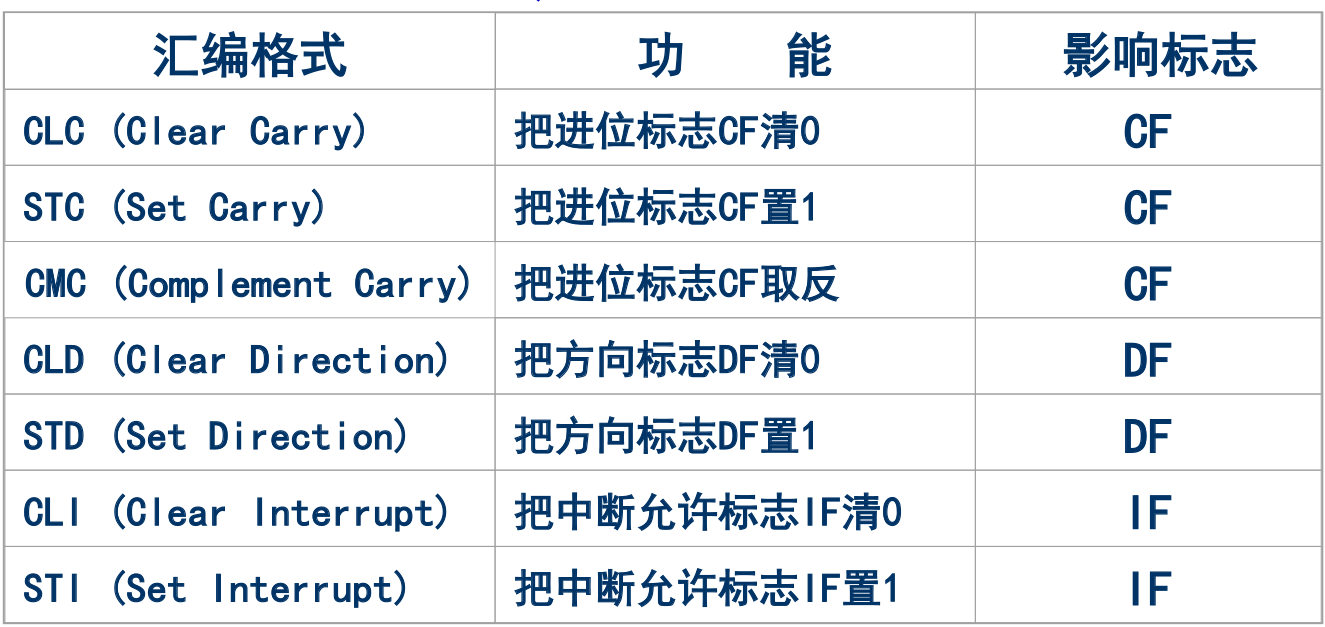 汇编格式 功 能 影响标志
CLC (Clear Carry) 把进位标志CF清0 CF
STC (Set Carry) 把进位标志CF置1 CF
CMC (Complement Carry) 把进位标志CF取反 CF
CLD (Clear Direction) 把方向标志DF清0 DF
STD (Set Direction) 把方向标志DF置1 DF
CLI (Clear Interrupt) 把中断允许标志IF清0 IF
STI (Set Interrupt) 把中断允许标志IF置1 IF